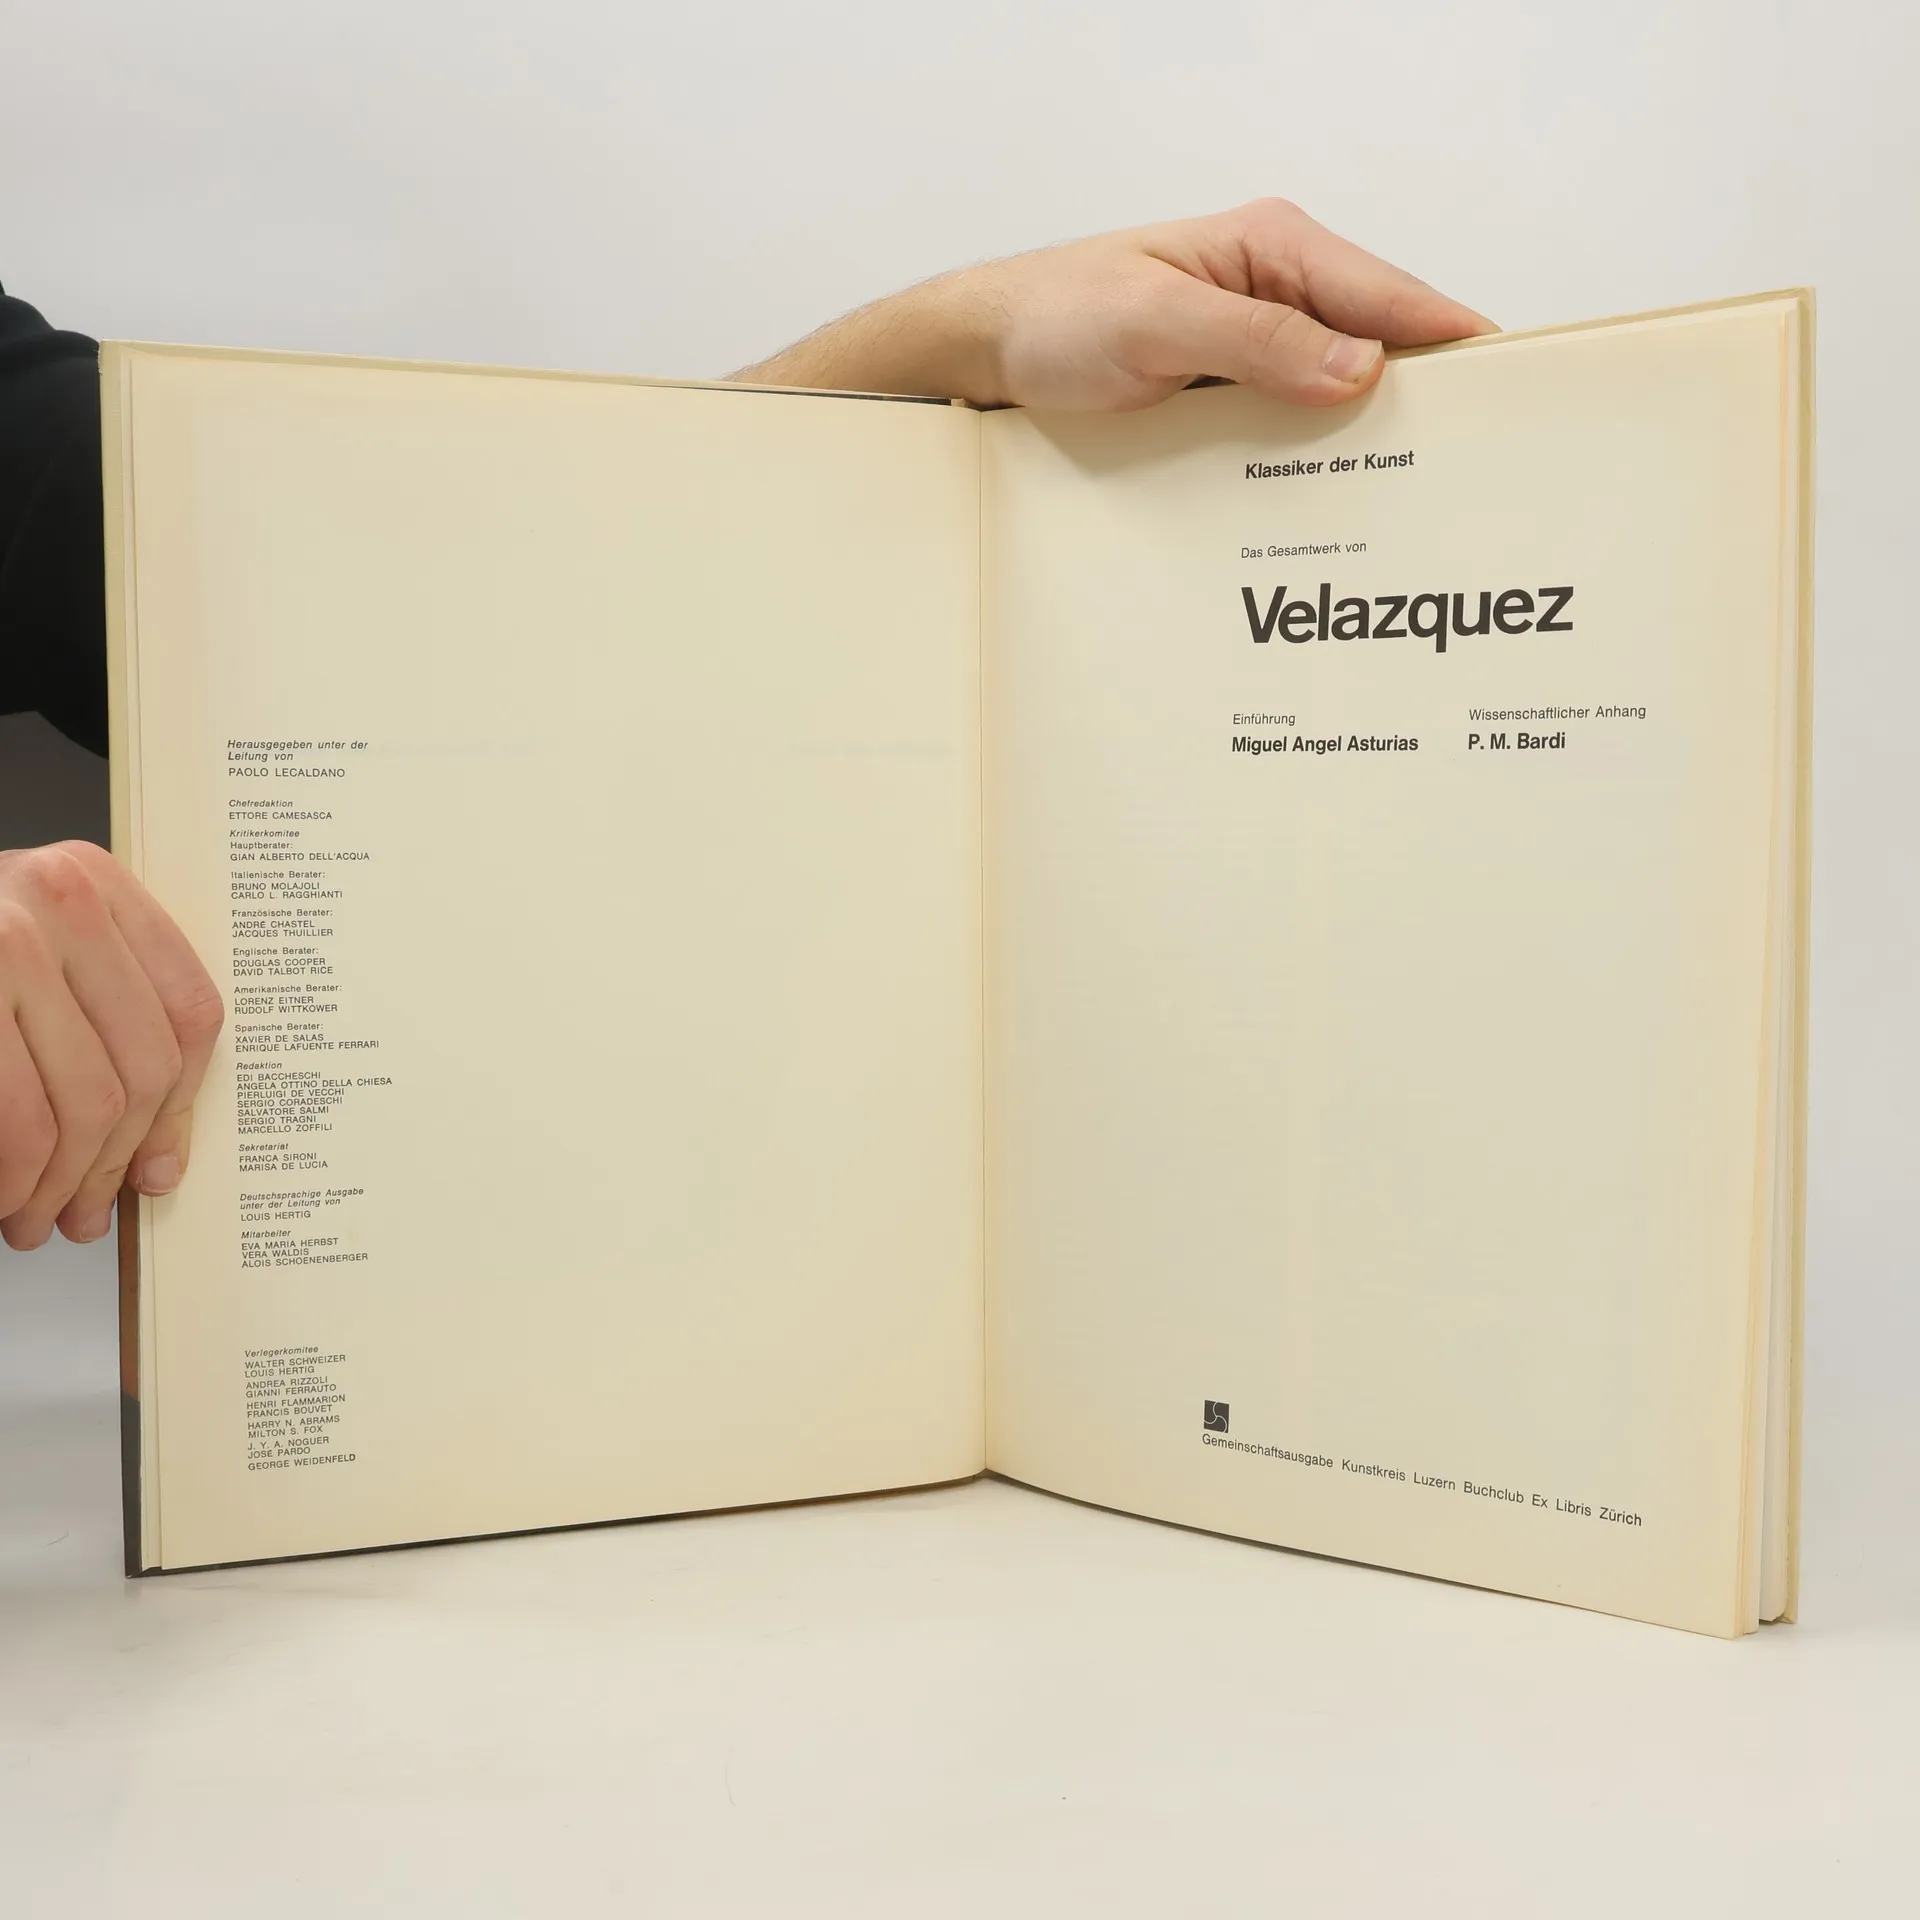 Herausgegeben unter der
Leitung von
PAOLO LECALDANO
Chefredaktion
ETTORE CAMESASCA
Kritikerkomitee
Hauptberater:
GIAN ALBERTO DELL'ACQUA
Italienische Berater:
BRUNO MOLAJOLI
CARLO L. RAGGHIANTI
Französische Berater:
ANDRÉ CHASTEL
JACQUES THUILLIER
Englische Berater:
DOUGLAS COOPER
DAVID TALBOT RICE
Amerikanische Berater:
LORENZ EITNER
RUDOLF WITTKOWER
Spanische Berater:
XAVIER DE SALAS
ENRIQUE LAFUENTE FERRARI
Redaktion
EDI BACCHESCHI
ANGELA OTTINO DELLA CHIESA
PIERLUIGI DE VECCHI
SERGIO CORADESCHI
SALVATORE SALMI
SERGIO TRAGNI
MARCELLO ZOFFILI
Sekretariat
FRANCA SIRONI
MARISA DE LUCIA
Deutschsprachige Ausgabe
unter der Leitung von
LOUIS HERTIG
Mitarbeiter
EVA MARIA HERBST
VERA WALDIS
ALOIS SCHOENENBERGER
Verlegerkomitee
WALTER SCHWEIZER
LOUIS HERTIG
ANDREA RIZZOLI
GIANNI FERRAUTO
HENRI FLAMMARION
FRANCIS BOUVET
HARRY N. ABRAMS
MILTON S. FOX
J. Y. A. NOGUER
JOSÉ PARDO
GEORGE WEIDENFELD
Klassiker der Kunst
Das Gesamtwerk von
Velazquez
Einführung
Miguel Angel Asturias
Wissenschaftlicher Anhang
P. M. Bardi
Gemeinschaftsausgabe Kunstkreis Luzern Buchclub Ex Libris Zürich